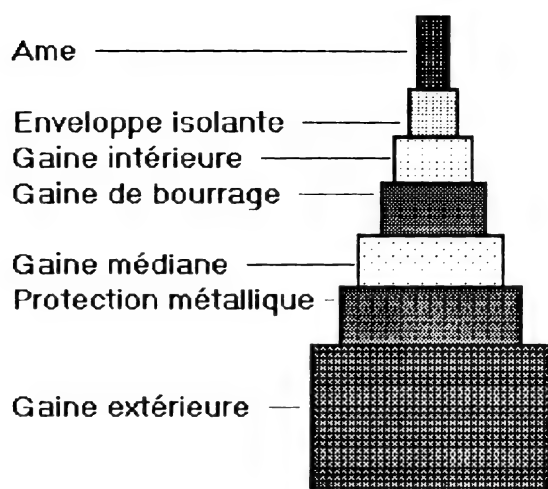 Ame
Enveloppe isolante
Gaine intérieure
Gaine de bourrage
Gaine médiane
Protection métallique
Gaine extérieure